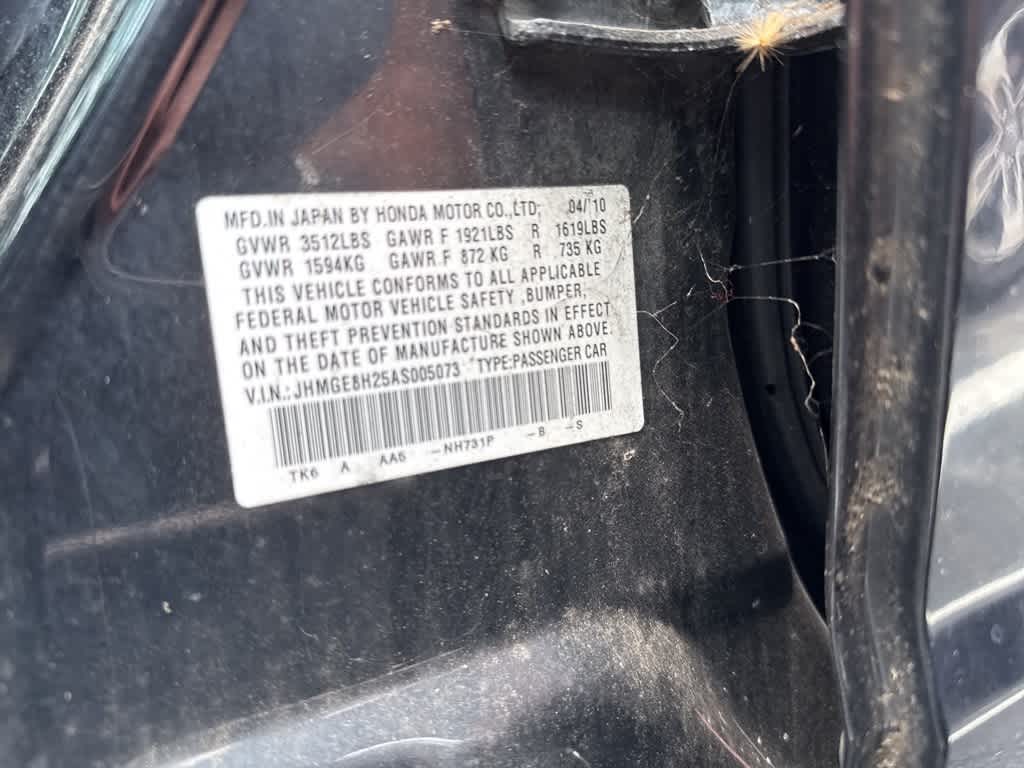 MFD.IN JAPAN BY HONDA MOTOR CO.,LTD; 04/10
GVWR 3512LBS GAWR F 1921LBS R 1619LBS
GVWR 1594KG GAWR F 872 KG R 735 KG
THIS VEHICLE CONFORMS TO ALL APPLICABLE
FEDERAL MOTOR VEHICLE SAFETY ,BUMPER,
AND THEFT PREVENTION STANDARDS IN EFFECT
ON THE DATE OF MANUFACTURE SHOWN ABOVE.
V.I.N.:JHMGE8H25AS005073 TYPE:PASSENGER CAR
TK6 A AA5 -NH731P -B -S